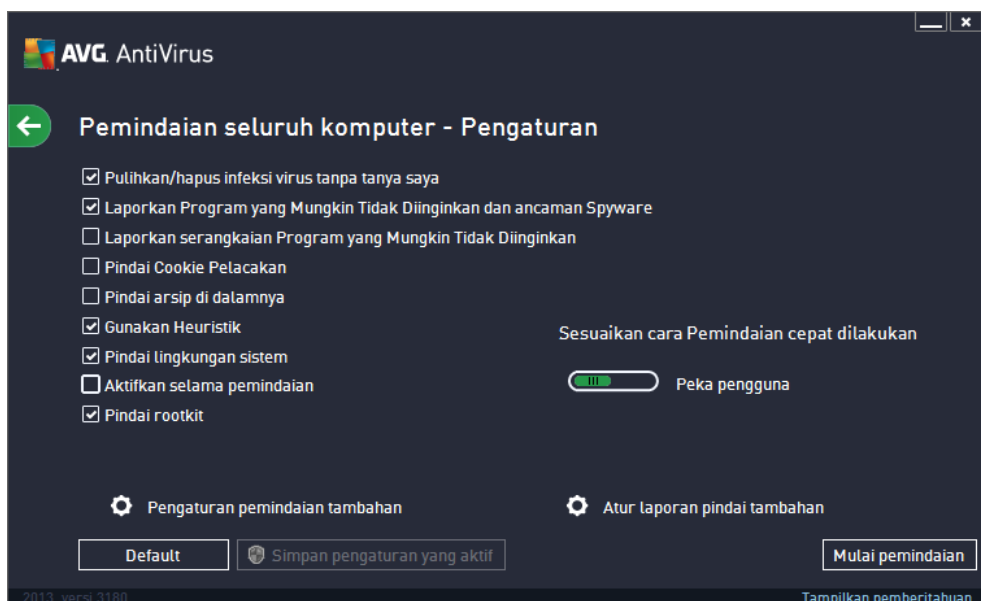 AVG. AntiVirus
Pemindaian seluruh komputer - Pengaturan
Pulihkan/hapus infeksi virus tanpa tanya saya
Laporkan Program yang Mungkin Tidak Diinginkan dan ancaman Spyware
Laporkan serangkaian Program yang Mungkin Tidak Diinginkan
Pindai Cookie Pelacakan
Pindai arsip di dalamnya
Gunakan Heuristik
Pindai lingkungan sistem
Aktifkan selama pemindaian
Pindai rootkit
Sesuaikan cara Pemindaian cepat dilakukan
Peka pengguna
Pengaturan pemindaian tambahan
Atur laporan pindai tambahan
Default
Simpan pengaturan yang aktif
Mulai pemindaian
2013 versi 3180
Tampilkan pemberitahuan